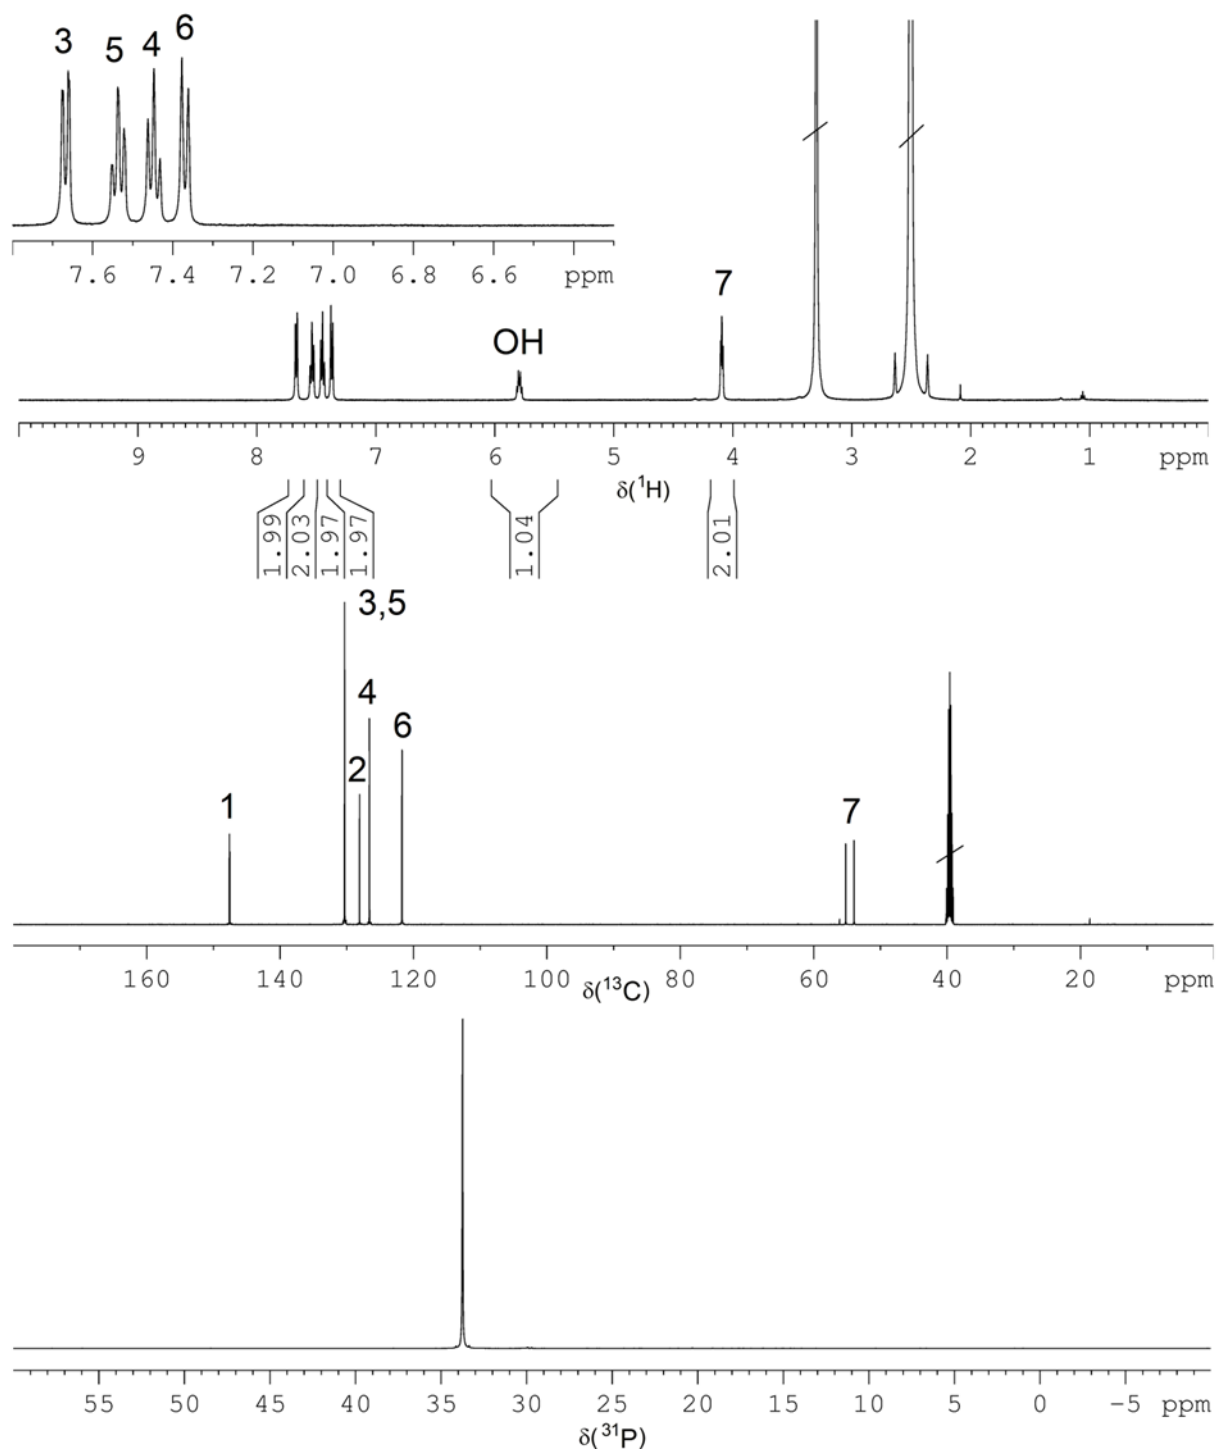 3 5 4 6
7.6 7.4 7.2 7.0 6.8 6.6 ppm
OH 7
9 8 7 6 5 4 3 2 1 ppm
δ(¹H)
1.99 2.03 1.97 1.97 1.04 2.01
1 3,5 2 4 6 7
160 140 120 100 80 60 40 20 ppm
δ(¹³C)
55 50 45 40 35 30 25 20 15 10 5 0 -5 ppm
δ(³¹P)